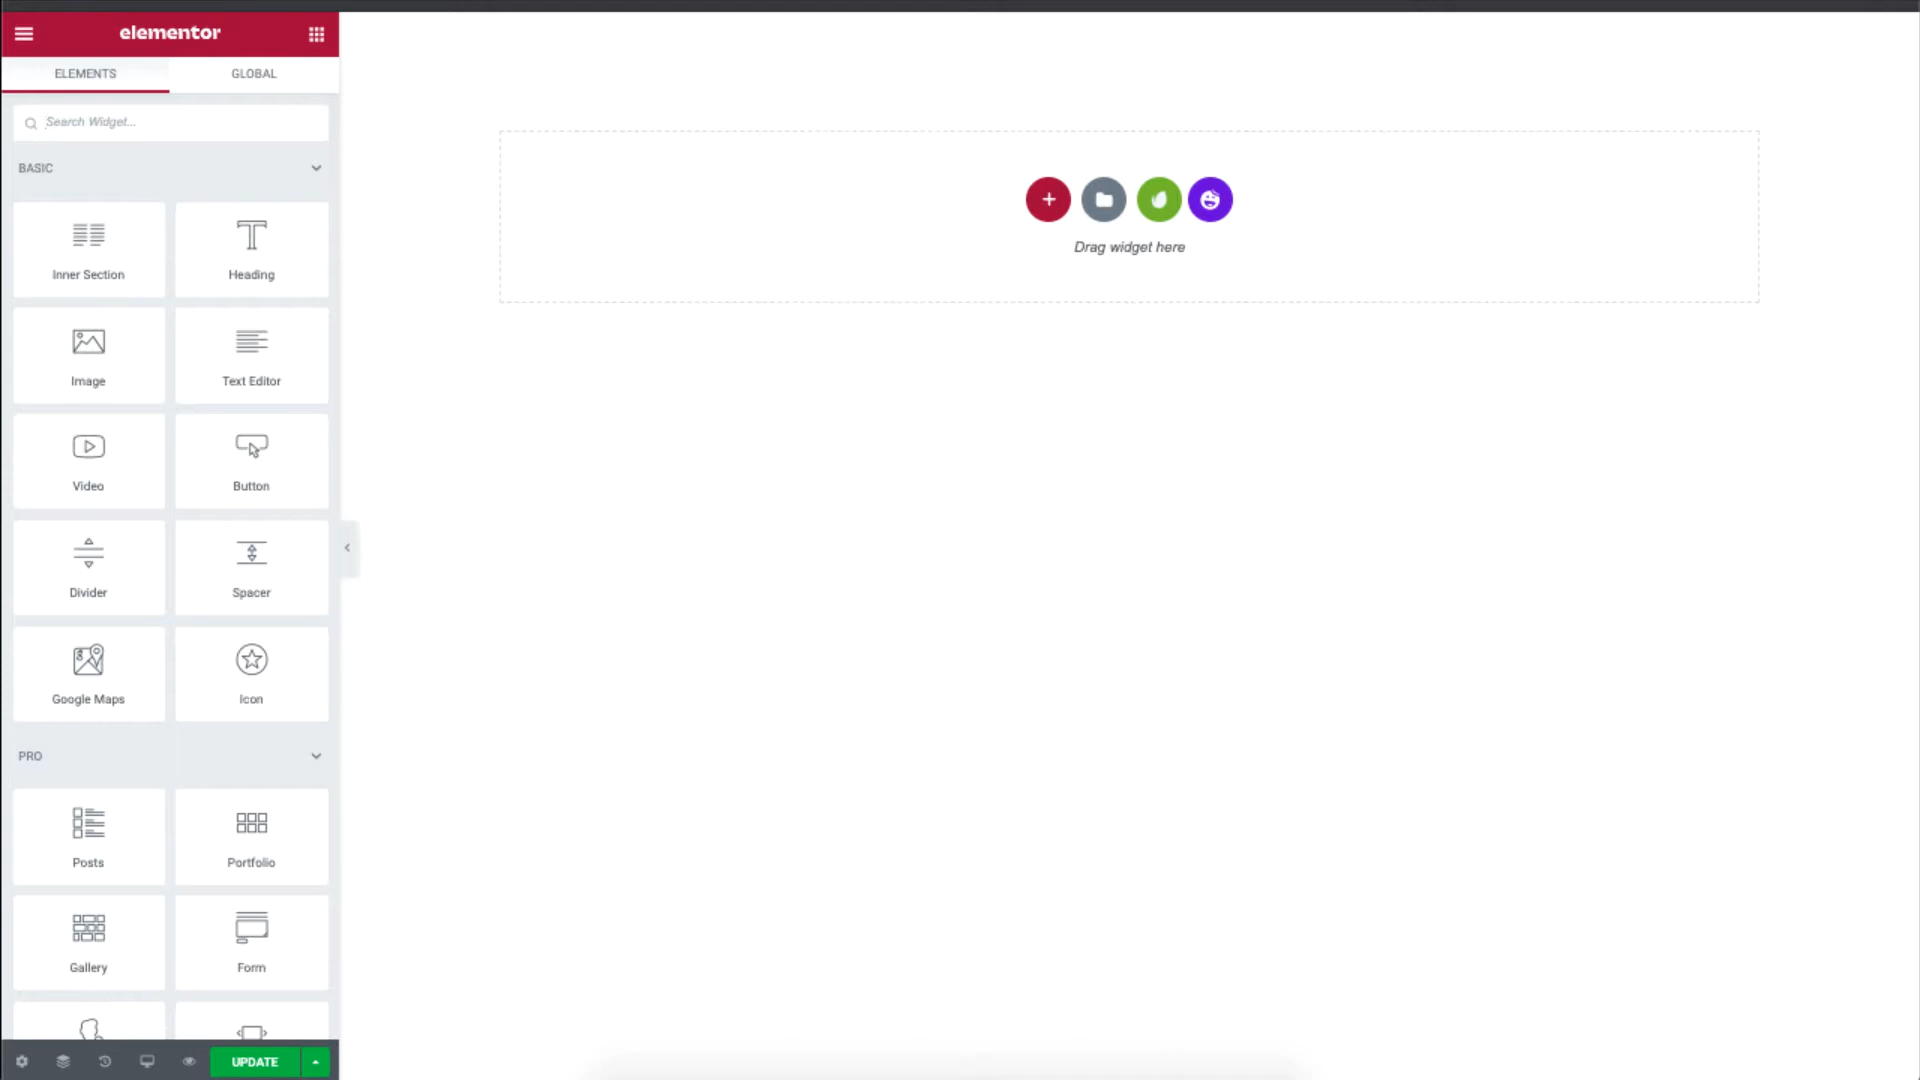 elementor
ELEMENTS
GLOBAL
Search Widget...
BASIC
Inner Section
Heading
Image
Text Editor
Video
Button
Divider
Spacer
Google Maps
Icon
PRO
Posts
Portfolio
Gallery
Form
UPDATE
Drag widget here